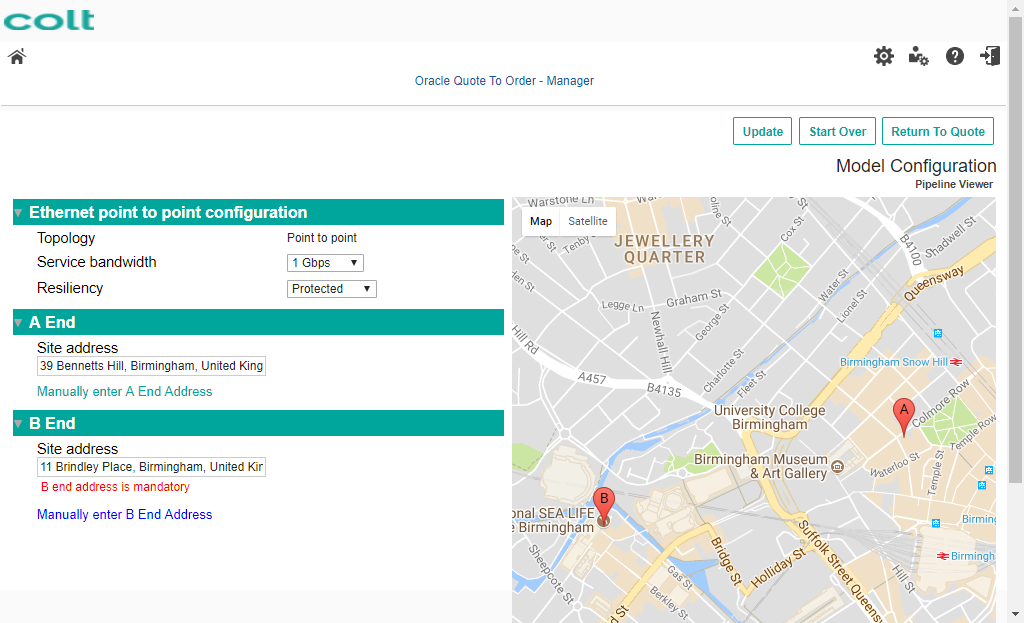 colt
Oracle Quote To Order - Manager
Update
Start Over
Return To Quote
Model Configuration
Pipeline Viewer
Ethernet point to point configuration
Topology
Point to point
Service bandwidth
1 Gbps
Resiliency
Protected
A End
Site address
39 Bennetts Hill, Birmingham, United King
Manually enter A End Address
B End
Site address
11 Brindley Place, Birmingham, United Kin
B end address is mandatory
Manually enter B End Address
Map
Satellite
Warstone Ln
Tenby St
JEWELLERY
QUARTER
Cox St
B4100
Shadwell St
Queensway
Water St
Lionel St
Legge Ln
Graham St
George St
Newhall Hill
Hill Rd
A457
B4135
Charlotte St
Fleet St
Birmingham Snow Hill
A
Colmore Row
Temple Row
University College
Birmingham
Birmingham Museum
& Art Gallery
Waterloo St
Temple St
B
onal SEA LIFE
e Birmingham
Birming
Birmingh
Sheepcote St
Bridge St
Holliday St
Suffolk Street Queens
Hill St
Gas St
Berkley St
d St